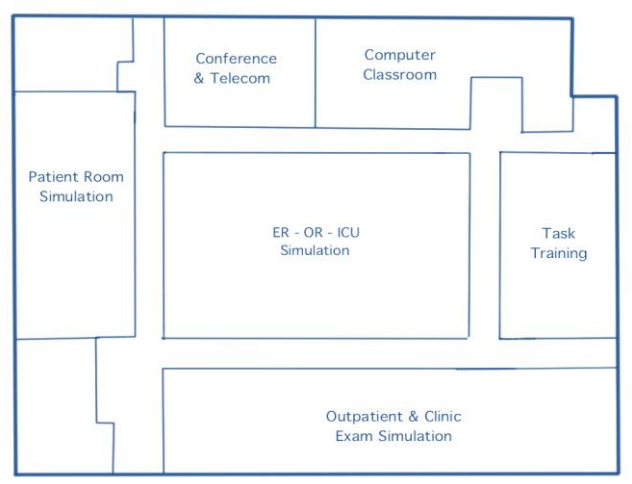 Conference
& Telecom
Computer
Classroom
Patient Room
Simulation
ER - OR - ICU
Simulation
Task
Training
Outpatient & Clinic
Exam Simulation